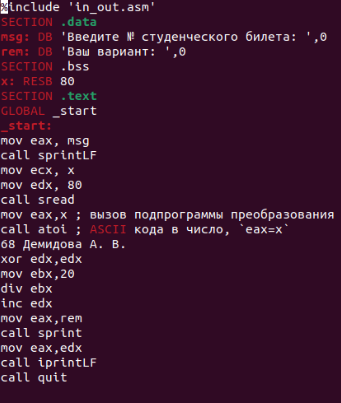 %include 'in_out.asm'
SECTION .data
msg: DB 'Введите № студенческого билета: ',0
rem: DB 'Ваш вариант: ',0
SECTION .bss
x: RESB 80
SECTION .text
GLOBAL _start
_start:
mov eax, msg
call sprintLF
mov ecx, x
mov edx, 80
call sread
mov eax,x ; вызов подпрограммы преобразования
call atoi ; ASCII кода в число, `eax=x`
68 Демидова А. В.
xor edx,edx
mov ebx,20
div ebx
inc edx
mov eax,rem
call sprint
mov eax,edx
call iprintLF
call quit